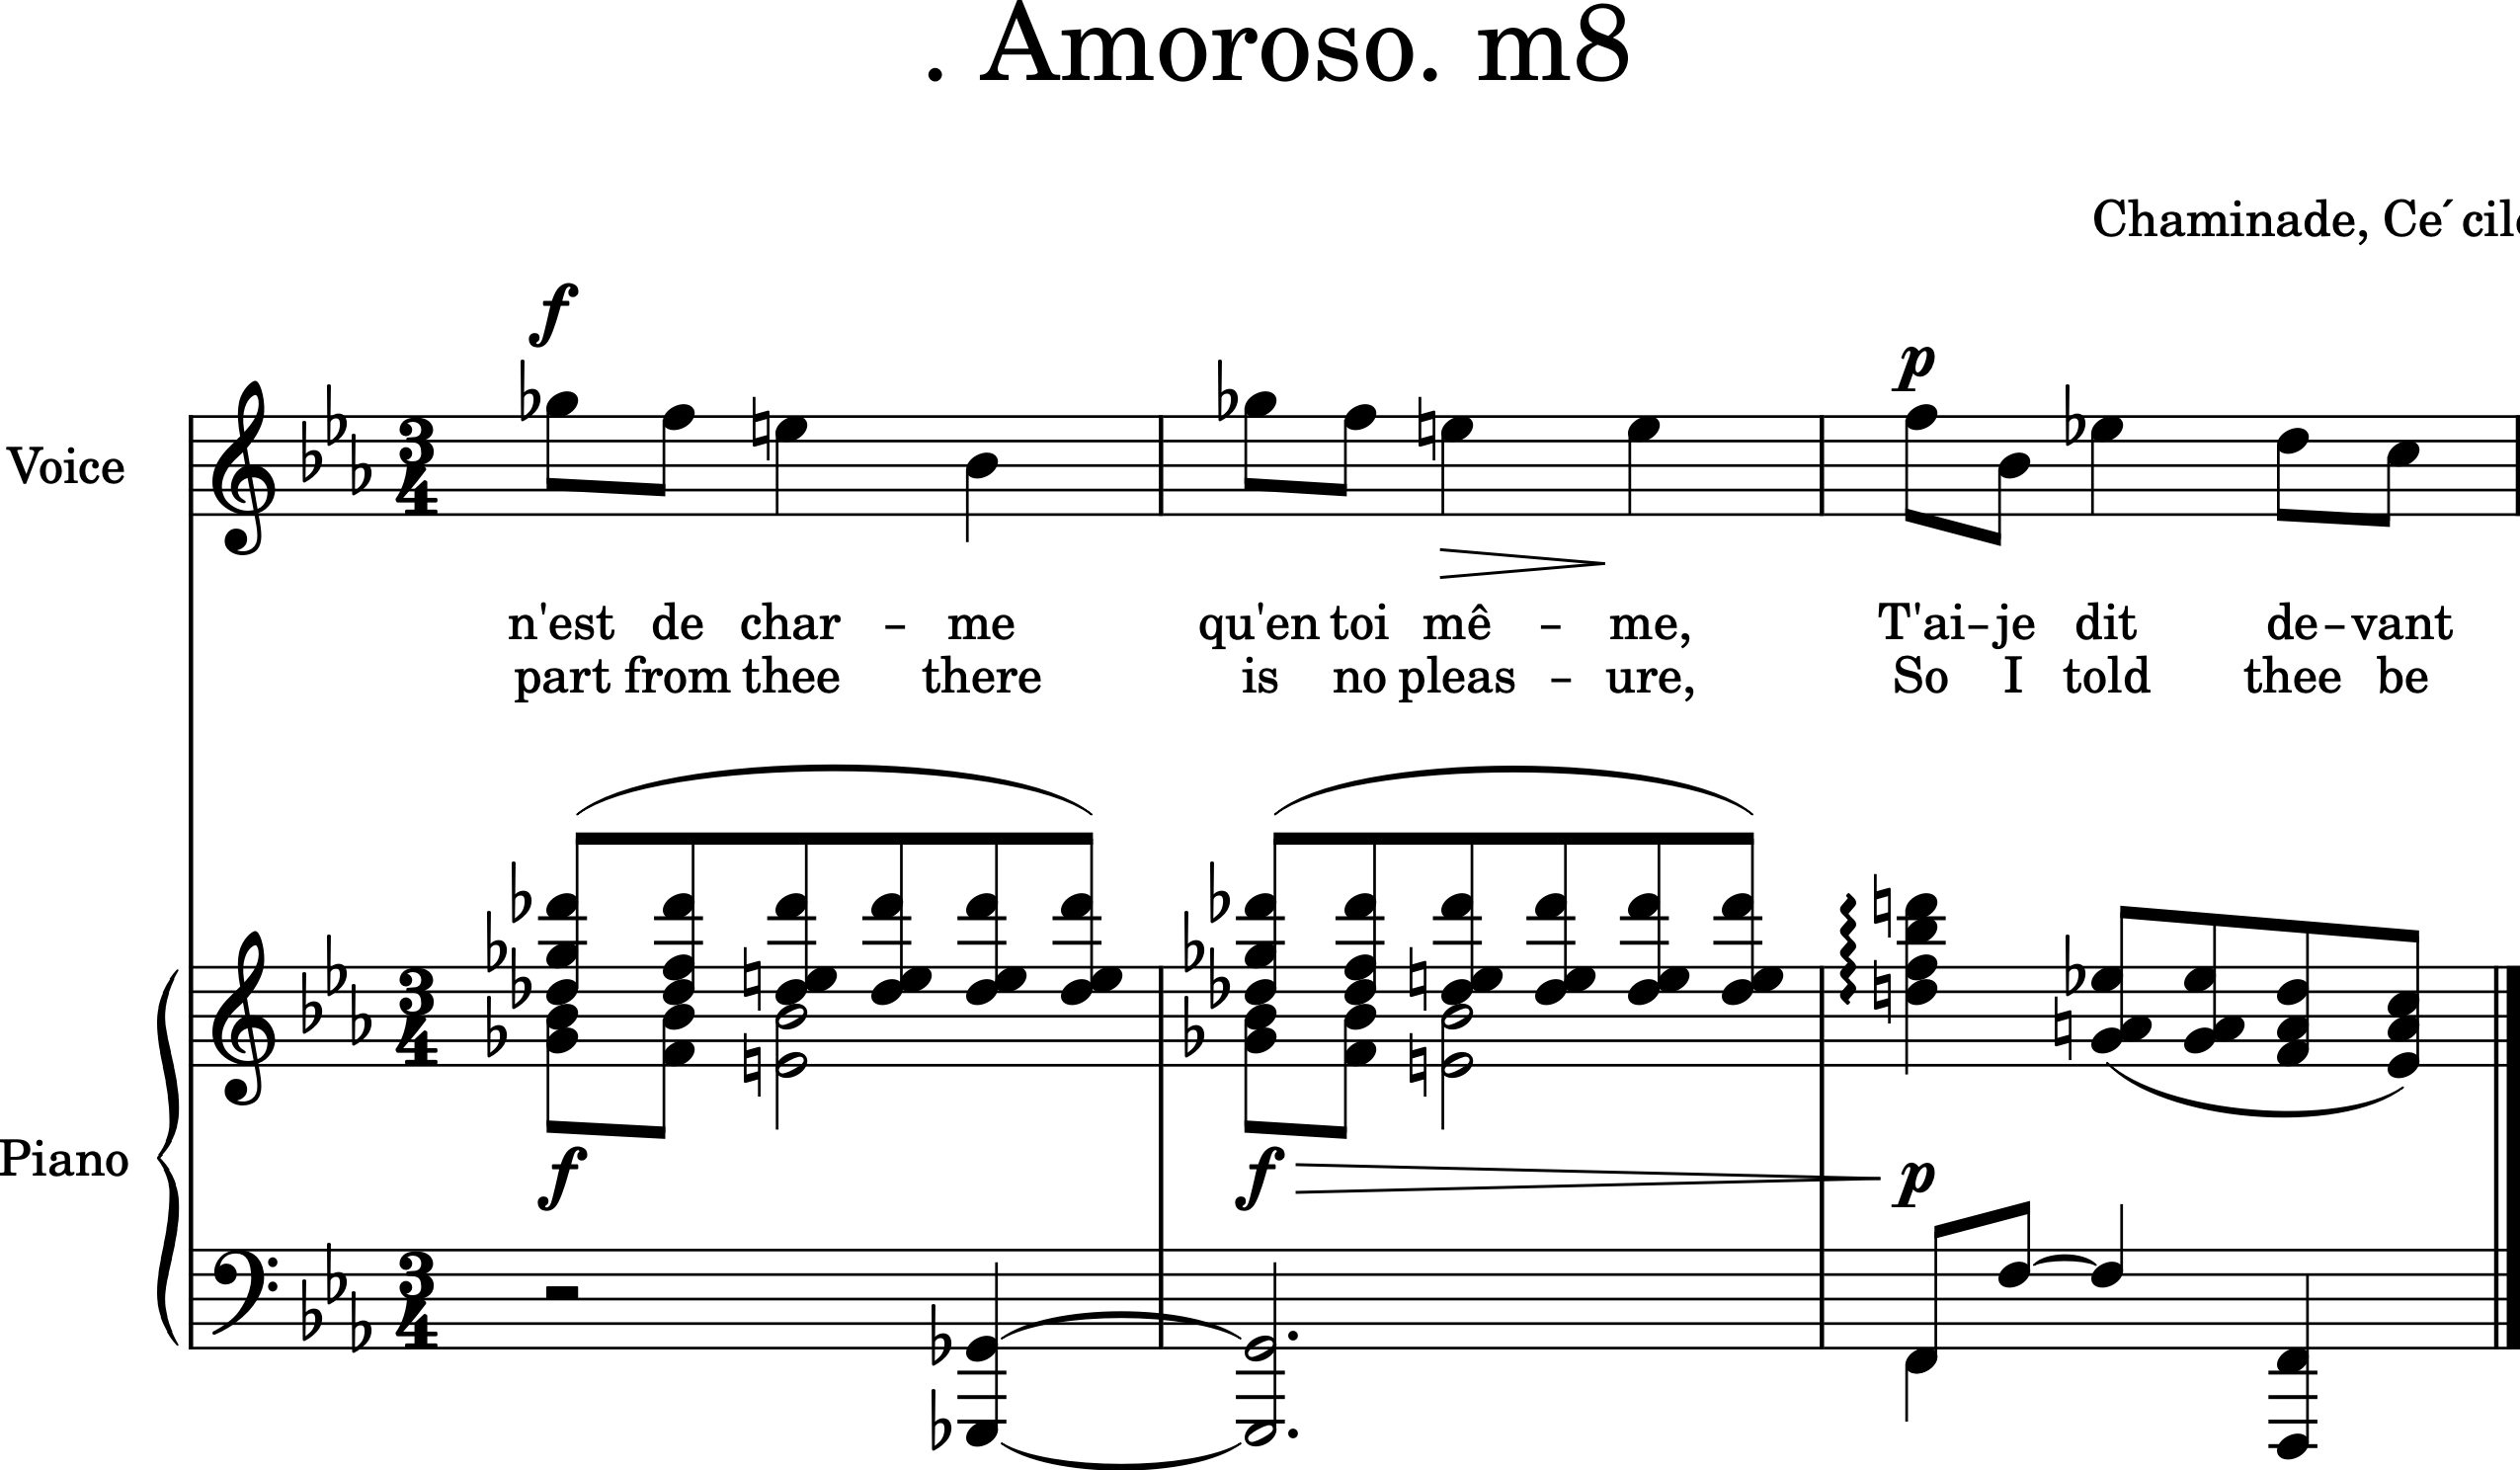 . Amoroso. m8
Chaminade, Ce´cile
f
p
Voice
n'est de char – me qu'en toi mê – me, T'ai–je dit de–vant
part from thee there is no pleas – ure, So I told thee be
Piano
f f p